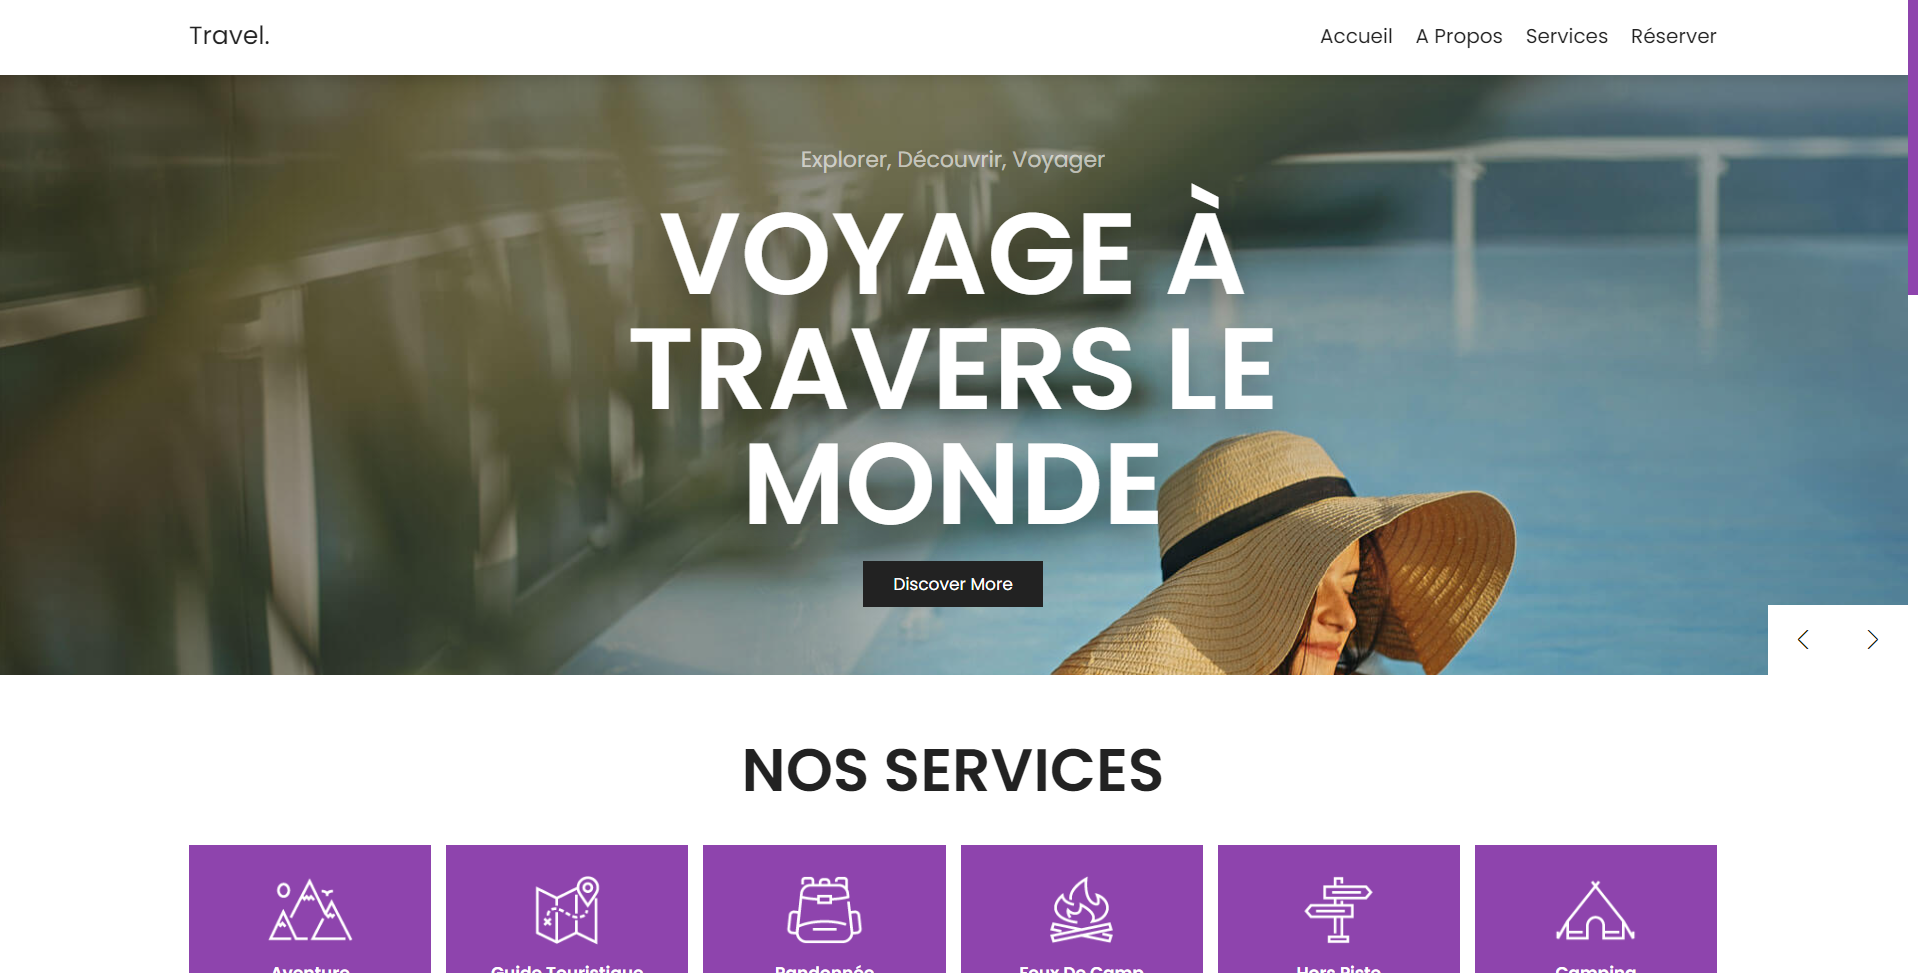 Travel.
Accueil A Propos Services Réserver
Explorer, Découvrir, Voyager
VOYAGE À
TRAVERS LE
MONDE
Discover More
NOS SERVICES
Aventure Guide Touristique Randonnée Feux De Camp Hors Piste Camping